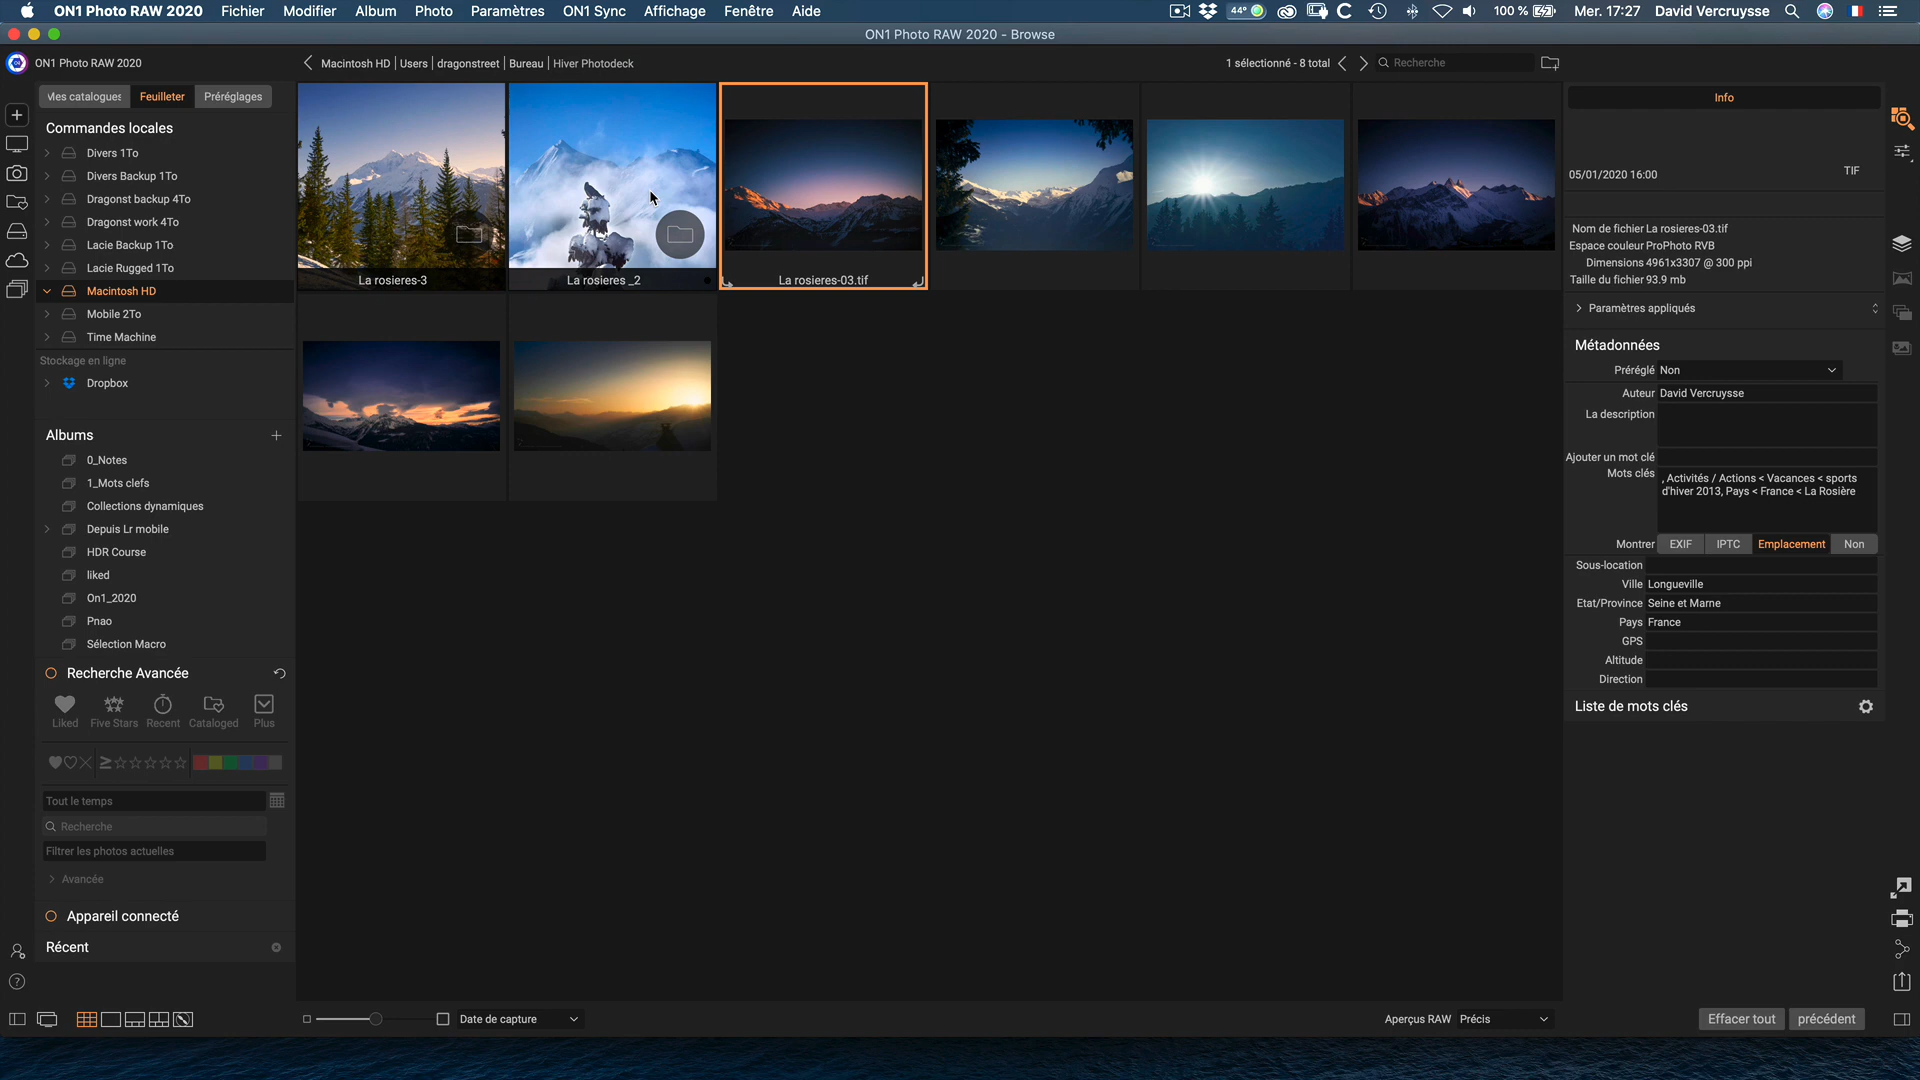 ON1 Photo RAW 2020 Fichier Modifier Album Photo Paramètres ON1 Sync Affichage Fenêtre Aide 44° 100 % Mer. 17:27 David Vercruysse
ON1 Photo RAW 2020 - Browse
ON1 Photo RAW 2020
Macintosh HD | Users | dragonstreet | Bureau | Hiver Photodeck
1 sélectionné - 8 total
Recherche
Mes catalogues Feuilleter Préréglages
Commandes locales
Divers 1To
Divers Backup 1To
Dragonst backup 4To
Dragonst work 4To
Lacie Backup 1To
Lacie Rugged 1To
Macintosh HD
Mobile 2To
Time Machine
Stockage en ligne
Dropbox
Albums
0_Notes
1_Mots clefs
Collections dynamiques
Depuis Lr mobile
HDR Course
liked
On1_2020
Pnao
Sélection Macro
Recherche Avancée
Liked Five Stars Recent Cataloged Plus
Tout le temps
Recherche
Filtrer les photos actuelles
Avancée
Appareil connecté
Récent
La rosieres-3
La rosieres _2
La rosieres-03.tif
Date de capture
Aperçus RAW Précis
Info
05/01/2020 16:00 TIF
Nom de fichier La rosieres-03.tif
Espace couleur ProPhoto RVB
Dimensions 4961x3307 @ 300 ppi
Taille du fichier 93.9 mb
Paramètres appliqués
Métadonnées
Préréglé Non
Auteur David Vercruysse
La description
Ajouter un mot clé
Mots clés , Activités / Actions < Vacances < sports
d'hiver 2013, Pays < France < La Rosière
Montrer EXIF IPTC Emplacement Non
Sous-location
Ville Longueville
Etat/Province Seine et Marne
Pays France
GPS
Altitude
Direction
Liste de mots clés
Effacer tout précédent